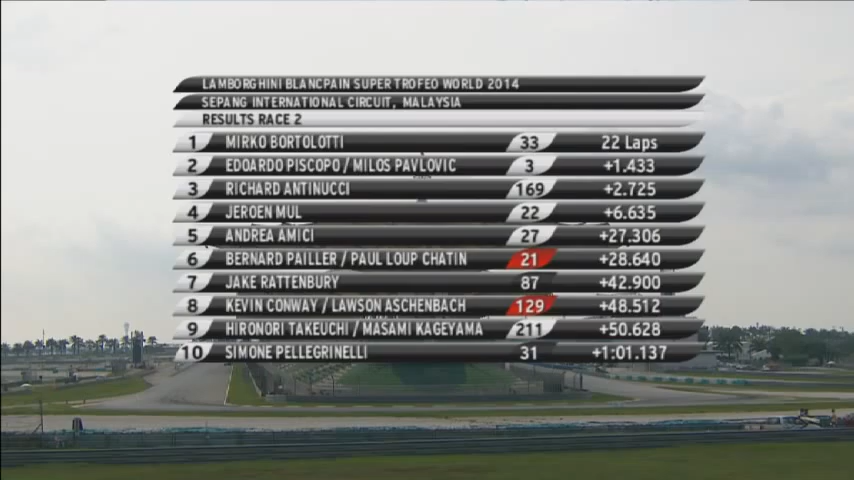 LAMBORGHINI BLANCPAIN SUPER TROFEO WORLD 2014
SEPANG INTERNATIONAL CIRCUIT, MALAYSIA
RESULTS RACE 2
1 MIRKO BORTOLOTTI 33 22 Laps
2 EDOARDO PISCOPO / MILOS PAVLOVIC 3 +1.433
3 RICHARD ANTINUCCI 169 +2.725
4 JEROEN MUL 22 +6.635
5 ANDREA AMICI 27 +27.306
6 BERNARD PAILLER / PAUL LOUP CHATIN 21 +28.640
7 JAKE RATTENBURY 87 +42.900
8 KEVIN CONWAY / LAWSON ASCHENBACH 129 +48.512
9 HIRONORI TAKEUCHI / MASAMI KAGEYAMA 211 +50.628
10 SIMONE PELLEGRINELLI 31 +1:01.137